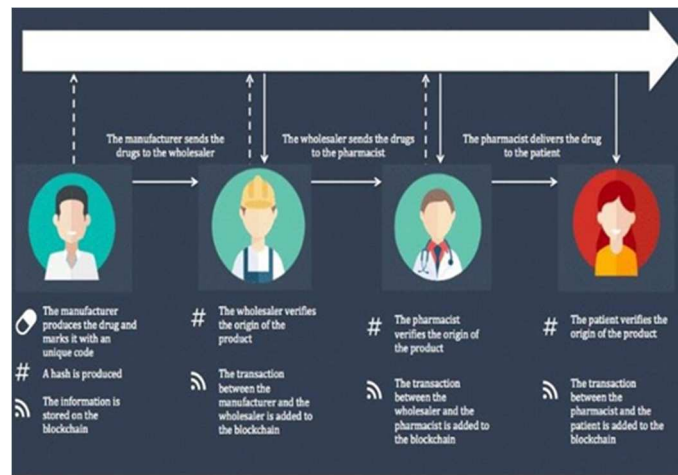 The manufacturer sends the
drugs to the wholesaler
The wholesaler sends the drugs
to the pharmacist
The pharmacist delivers the drug
to the patient
The manufacturer
produces the drug and
marks it with an
unique code
#
A hash is produced
The information is
stored on the
blockchain
#
The wholesaler verifies
the origin of the
product
The transaction
between the
manufacturer and the
wholesaler is added to
the blockchain
#
The pharmacist
verifies the origin of
the product
The transaction
between the
wholesaler and the
pharmacist is added to
the blockchain
#
The patient verifies the
origin of the product
The transaction
between the
pharmacist and the
patient is added to the
blockchain